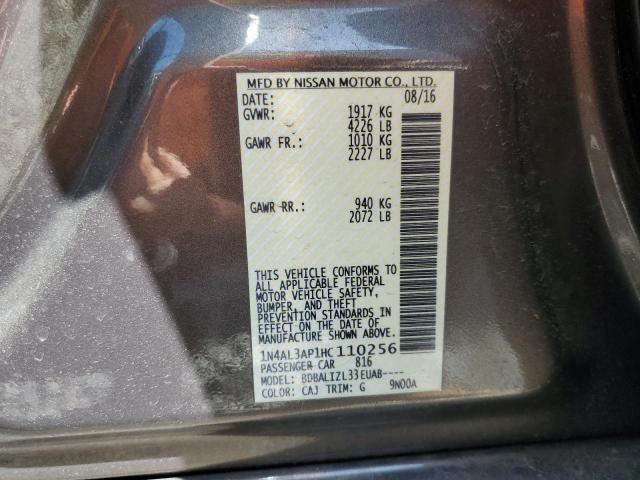 MFD BY NISSAN MOTOR CO., LTD.
DATE: 08/16
GVWR: 1917 KG
4226 LB
GAWR FR.: 1010 KG
2227 LB
GAWR RR.: 940 KG
2072 LB
THIS VEHICLE CONFORMS TO
ALL APPLICABLE FEDERAL
MOTOR VEHICLE SAFETY,
BUMPER, AND THEFT
PREVENTION STANDARDS IN
EFFECT ON THE DATE OF
MANUFACTURE SHOWN ABOVE.
1N4AL3AP1HC110256
PASSENGER CAR 816
MODEL: BDBALIZL33EUAB----
COLOR: CAJ TRIM: G 9N00A